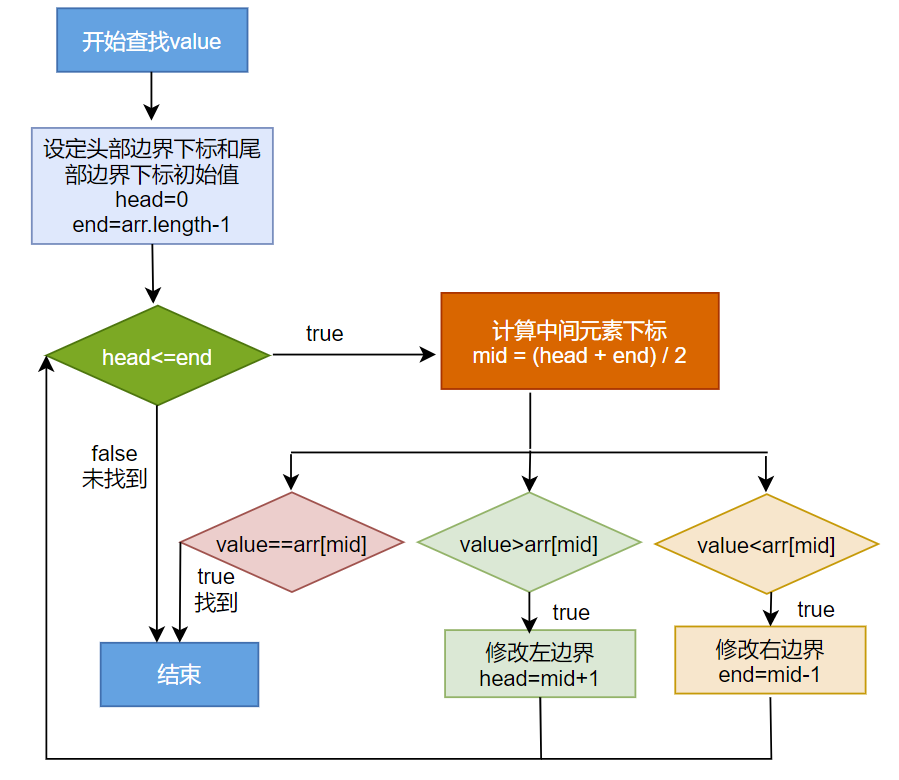 开始查找value
设定头部边界下标和尾
部边界下标初始值
head=0
end=arr.length-1
head<=end
true
计算中间元素下标
mid = (head + end) / 2
false
未找到
value==arr[mid]
value>arr[mid]
value<arr[mid]
true
找到
true
true
结束
修改左边界
head=mid+1
修改右边界
end=mid-1